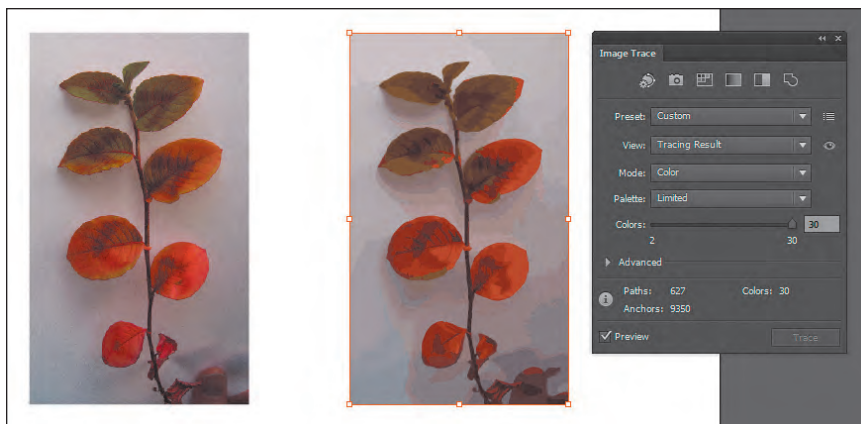 Image Trace
Preset: Custom
View: Tracing Result
Mode: Color
Palette: Limited
Colors: 30
2 30
Advanced
Paths: 627 Colors: 30
Anchors: 9350
Preview Trace